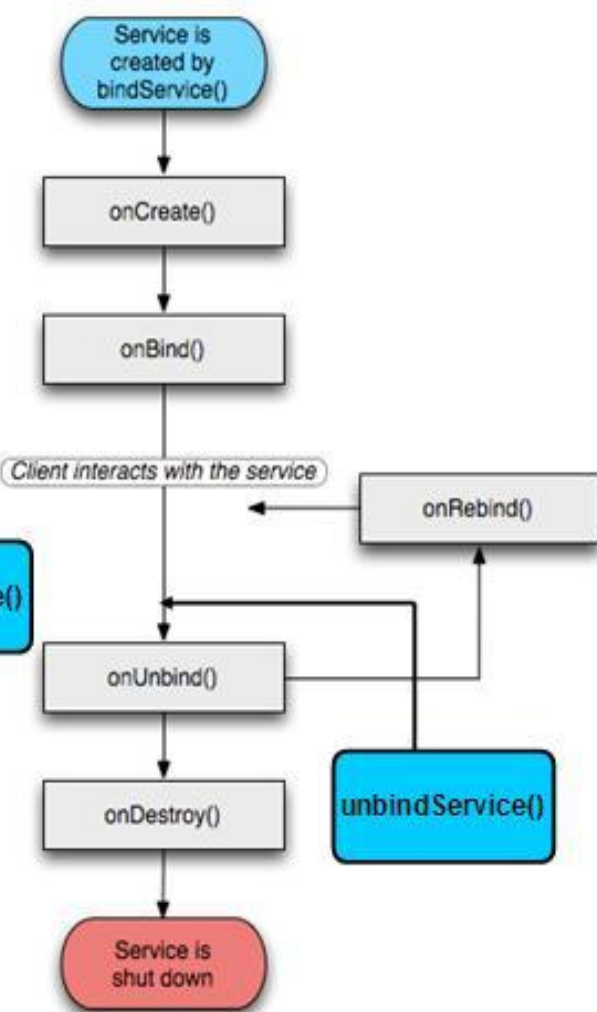 Service is
created by
bindService()
onCreate()
onBind()
Client interacts with the service
onRebind()
onUnbind()
unbindService()
onDestroy()
Service is
shut down